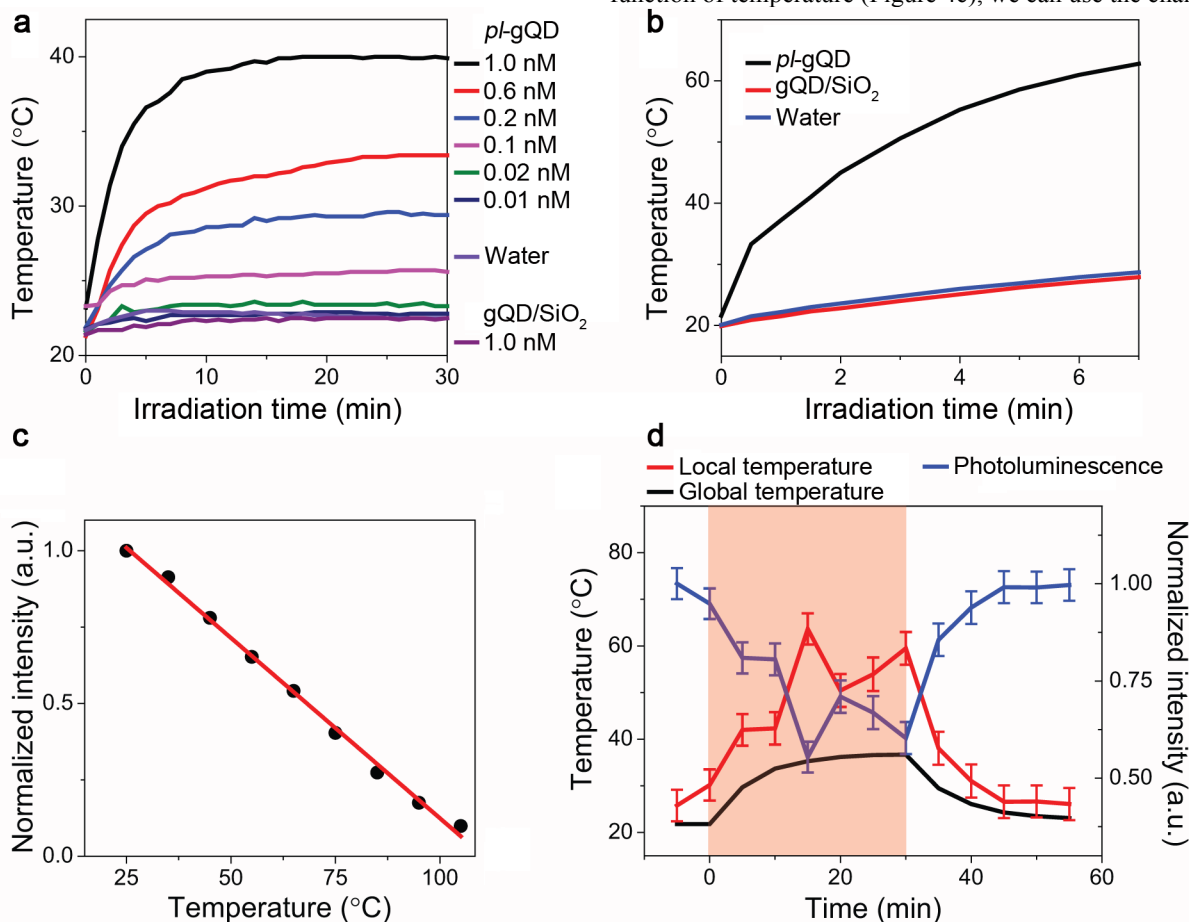 function of temperature (Figure 4c), we can use the chan
a
pl-gQD
1.0 nM
0.6 nM
0.2 nM
0.1 nM
0.02 nM
0.01 nM
Water
gQD/SiO₂
1.0 nM
40
30
20
Temperature (°C)
0
10
20
30
Irradiation time (min)
b
pl-gQD
gQD/SiO₂
Water
60
40
20
Temperature (°C)
0
2
4
6
Irradiation time (min)
c
1.0
0.5
0.0
Normalized intensity (a.u.)
25
50
75
100
Temperature (°C)
d
Local temperature
Photoluminescence
Global temperature
80
60
40
20
Temperature (°C)
1.00
0.75
0.50
Normalized intensity (a.u.)
0
20
40
60
Time (min)